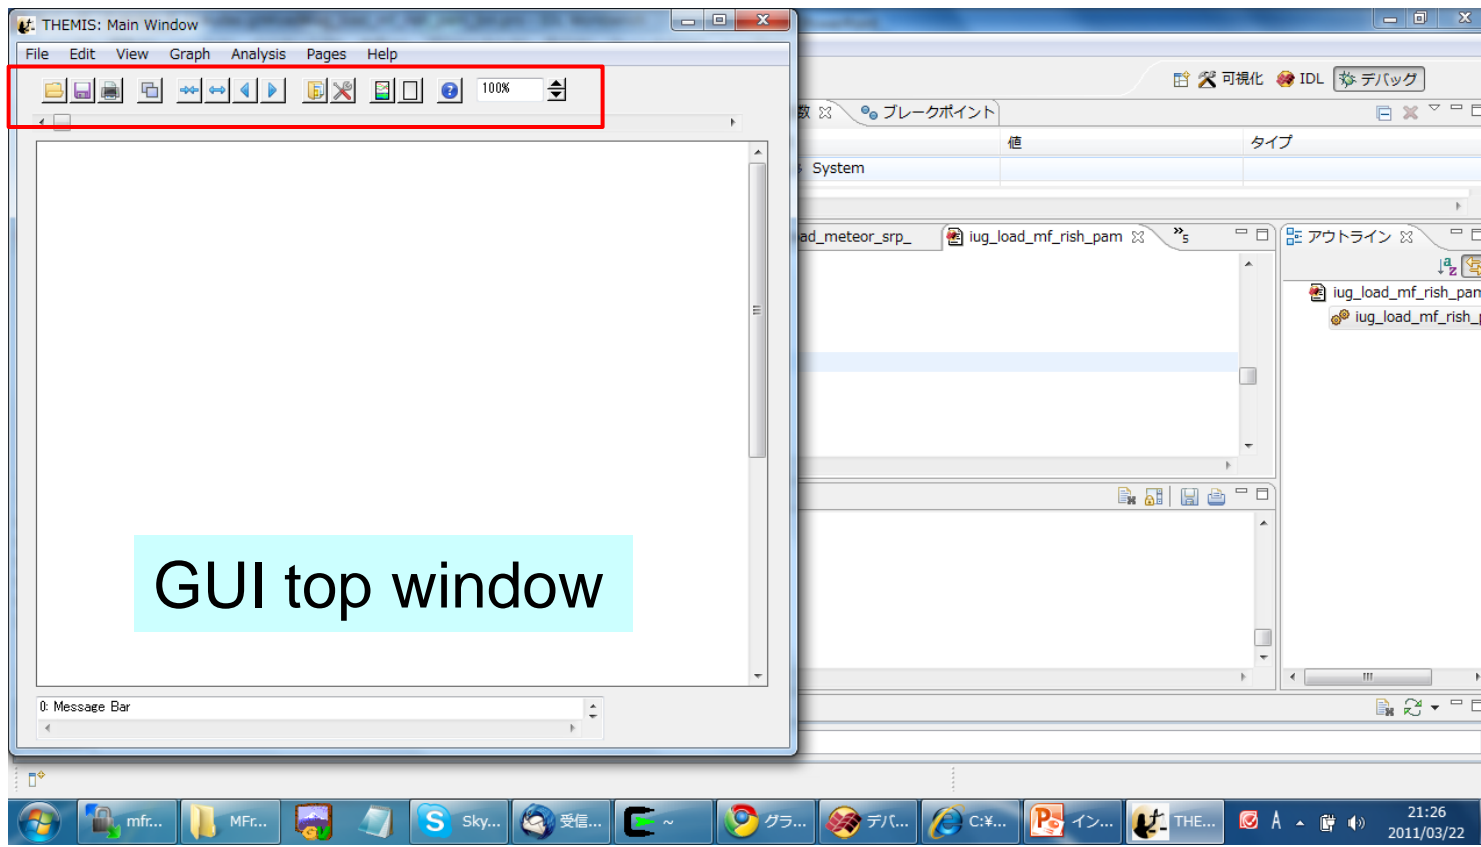 THEMIS: Main Window
File Edit View Graph Analysis Pages Help
100%
GUI top window
0: Message Bar
可視化 IDL デバッグ
数 ブレークポイント
値 タイプ
System
ad_meteor_srp_ iug_load_mf_rish_pam »5 アウトライン
iug_load_mf_rish_pam
iug_load_mf_rish_
mfr... MFr... Sky... 受信... ~ グラ... デバ... C:¥... イン... THE... A 21:26
2011/03/22